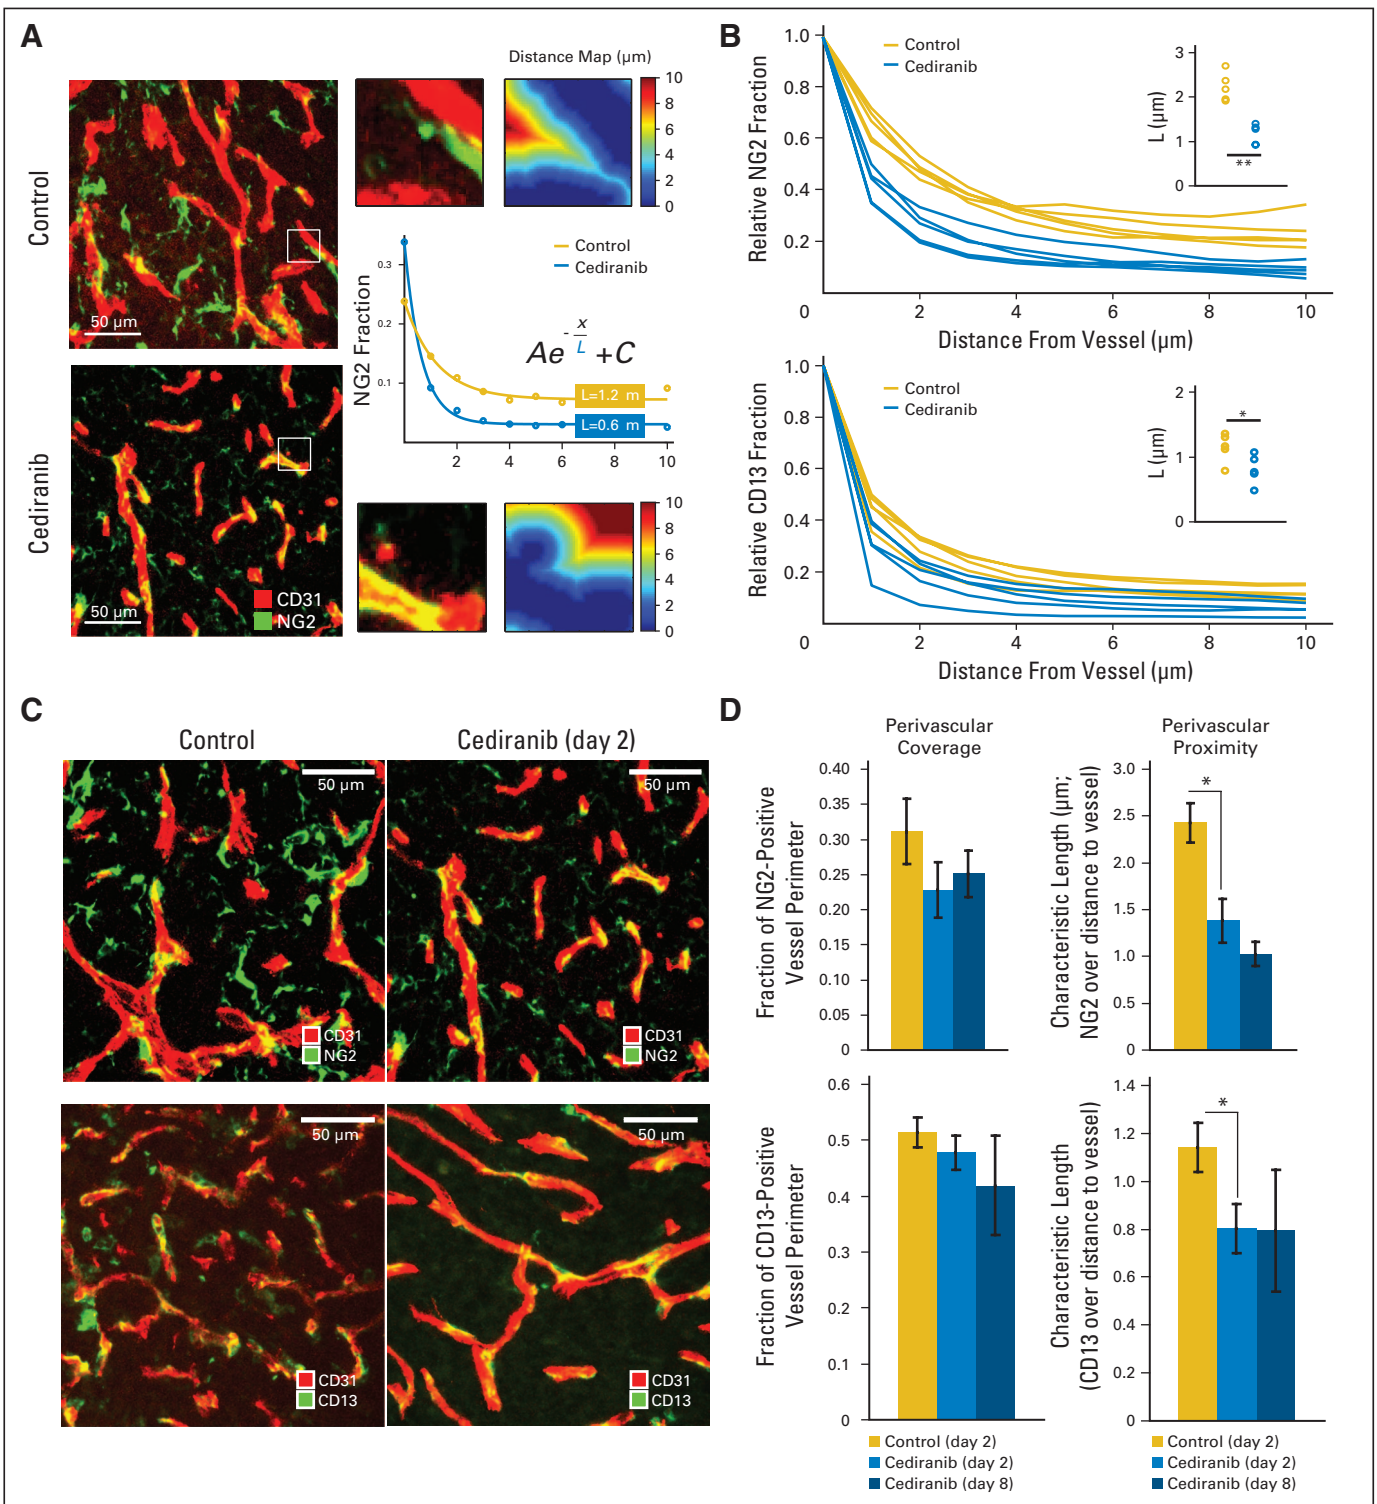 A
Distance Map (µm)
Control
50 µm
10
8
6
4
2
0
NG2 Fraction
0.3
0.2
0.1
Control
Cediranib
Ae^(-x/L) + C
L=1.2 m
L=0.6 m
2 4 6 8 10
Cediranib
50 µm
CD31
NG2
10
8
6
4
2
0
B
Relative NG2 Fraction
1.0
0.8
0.6
0.4
0.2
0 2 4 6 8 10
Distance From Vessel (µm)
Control
Cediranib
L (µm)
3
2
1
0
**
Relative CD13 Fraction
1.0
0.8
0.6
0.4
0.2
0 2 4 6 8 10
Distance From Vessel (µm)
Control
Cediranib
L (µm)
2
1
0
*
C
Control
Cediranib (day 2)
50 µm
CD31
NG2
50 µm
CD31
NG2
50 µm
CD31
CD13
50 µm
CD31
CD13
D
Perivascular
Coverage
Fraction of NG2-Positive
Vessel Perimeter
0.40
0.35
0.30
0.25
0.20
0.15
0.10
0.05
0
Perivascular
Proximity
Characteristic Length (µm;
NG2 over distance to vessel)
3.0
2.5
2.0
1.5
1.0
0.5
0
*
Fraction of CD13-Positive
Vessel Perimeter
0.6
0.5
0.4
0.3
0.2
0.1
0
Control (day 2)
Cediranib (day 2)
Cediranib (day 8)
Characteristic Length
(CD13 over distance to vessel)
1.4
1.2
1.0
0.8
0.6
0.4
0.2
0
*
Control (day 2)
Cediranib (day 2)
Cediranib (day 8)